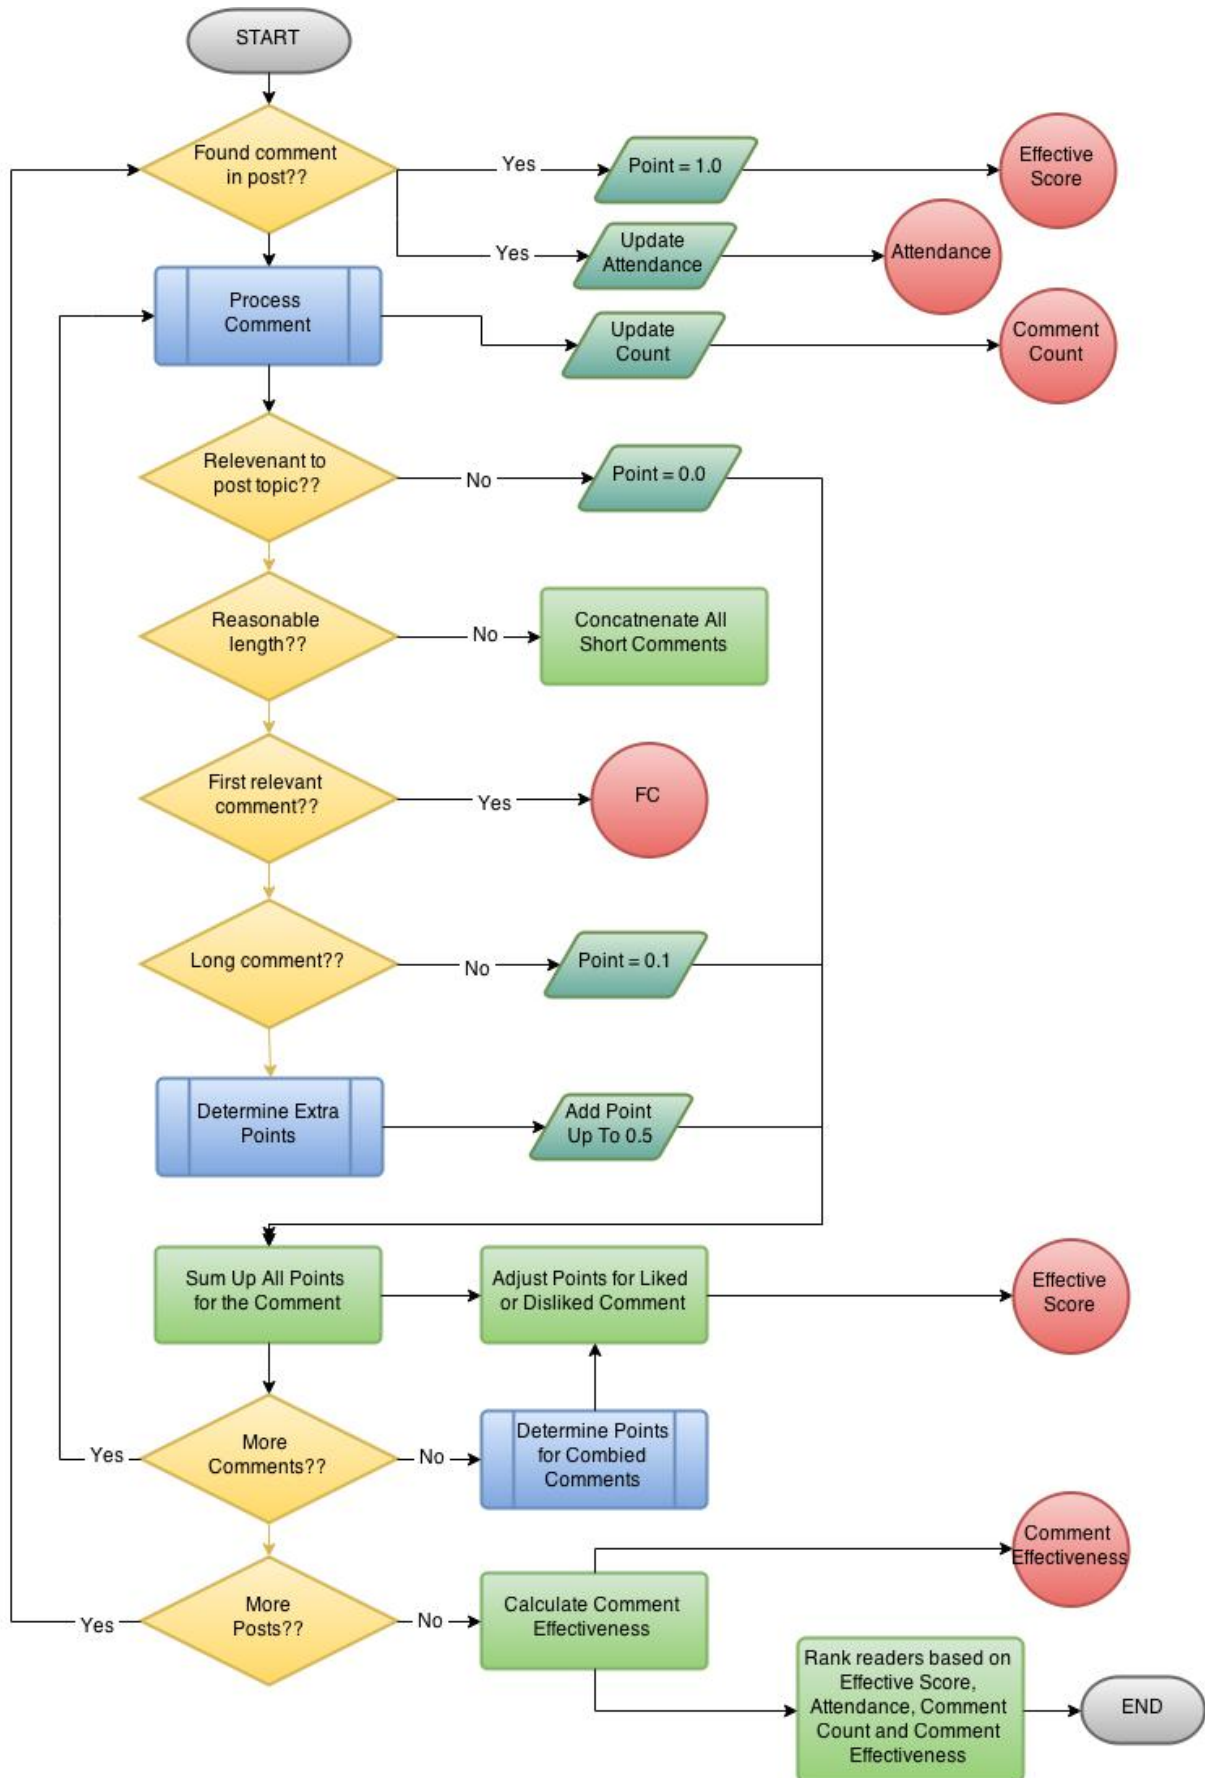 START
Found comment
in post??
Yes
Point = 1.0
Effective
Score
Yes
Update
Attendance
Attendance
Process
Comment
Update
Count
Comment
Count
Relevenant to
post topic??
No
Point = 0.0
Reasonable
length??
No
Concatnenate All
Short Comments
First relevant
comment??
Yes
FC
Long comment??
No
Point = 0.1
Determine Extra
Points
Add Point
Up To 0.5
Sum Up All Points
for the Comment
Adjust Points for Liked
or Disliked Comment
Effective
Score
Yes
More
Comments??
No
Determine Points
for Combied
Comments
Comment
Effectiveness
Yes
More
Posts??
No
Calculate Comment
Effectiveness
Rank readers based on
Effective Score,
Attendance, Comment
Count and Comment
Effectiveness
END